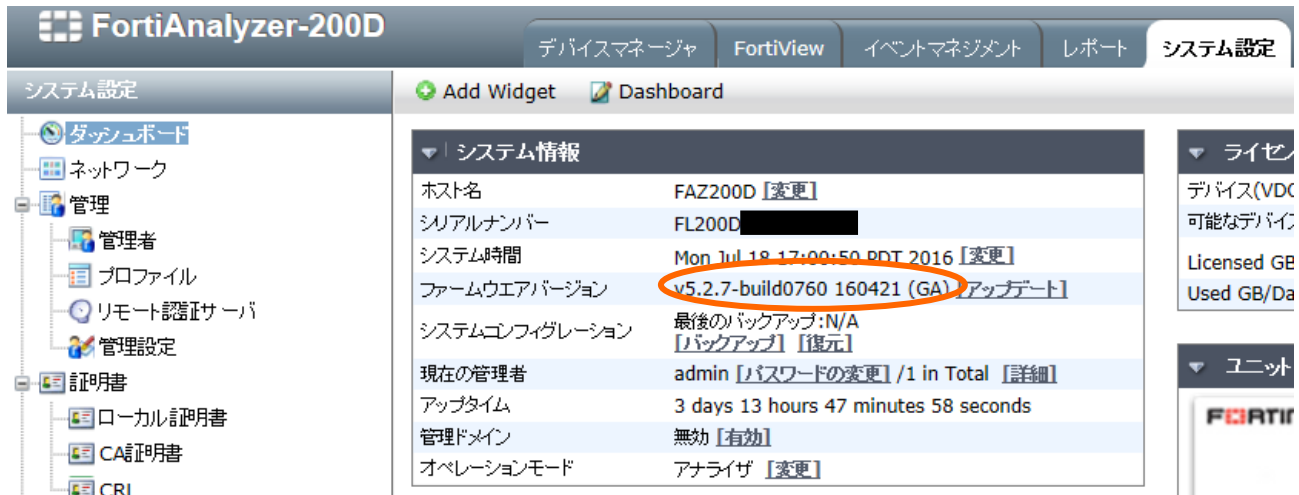 FortiAnalyzer-200D
デバイスマネージャ FortiView イベントマネジメント レポート システム設定
システム設定
Add Widget Dashboard
ダッシュボード
ネットワーク
管理
管理者
プロファイル
リモート認証サーバ
管理設定
証明書
ローカル証明書
CA証明書
CRL
システム情報
ホスト名 FAZ200D [変更]
シリアルナンバー FL200D
システム時間 Mon Jul 18 17:00:50 PDT 2016 [変更]
ファームウエアバージョン v5.2.7-build0760 160421 (GA) [アップデート]
システムコンフィグレーション 最後のバックアップ:N/A
[バックアップ] [復元]
現在の管理者 admin [パスワードの変更] /1 in Total [詳細]
アップタイム 3 days 13 hours 47 minutes 58 seconds
管理ドメイン 無効 [有効]
オペレーションモード アナライザ [変更]
ライセン
デバイス(VDO
可能なデバイス
Licensed GB
Used GB/Da
ユニット
FORTIN